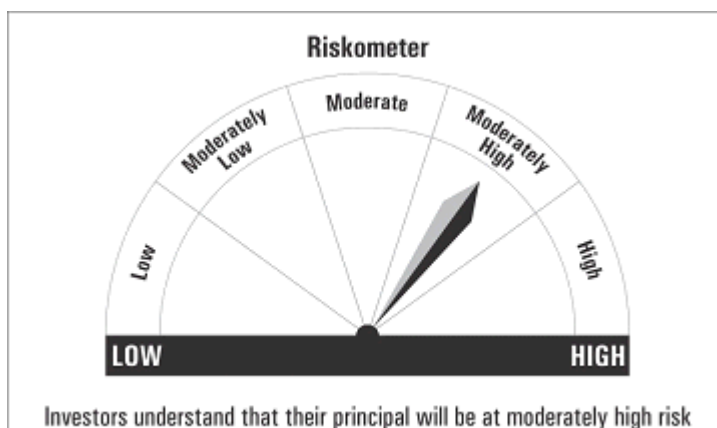 Riskometer
Low
Moderately
Low
Moderate
Moderately
High
High
LOW
HIGH
Investors understand that their principal will be at moderately high risk